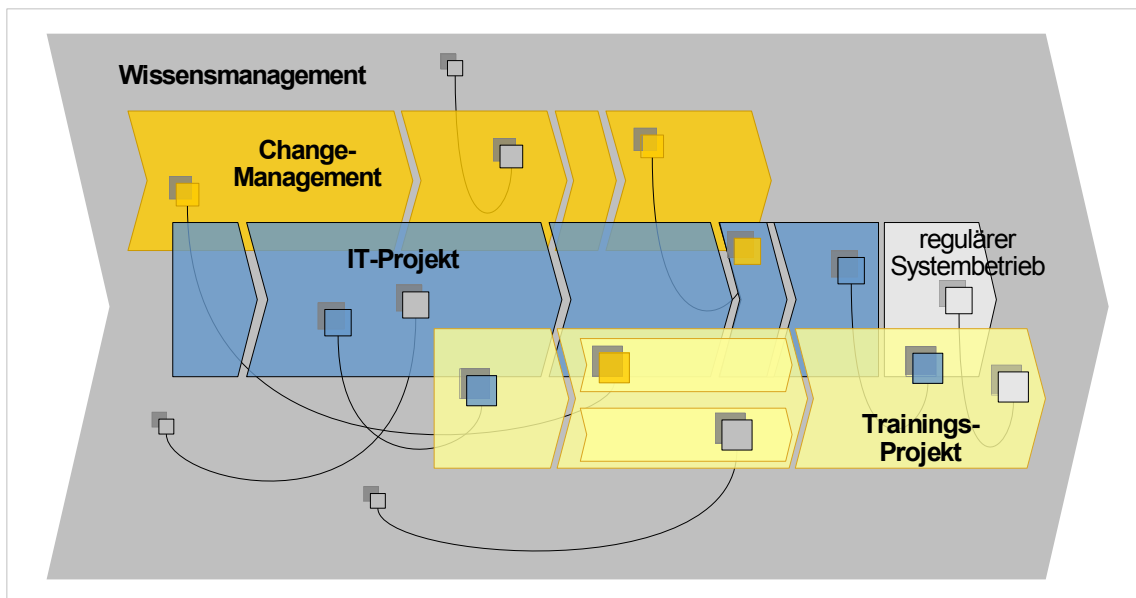 Wissensmanagement
Change-
Management
IT-Projekt
regulärer
Systembetrieb
Trainings-
Projekt